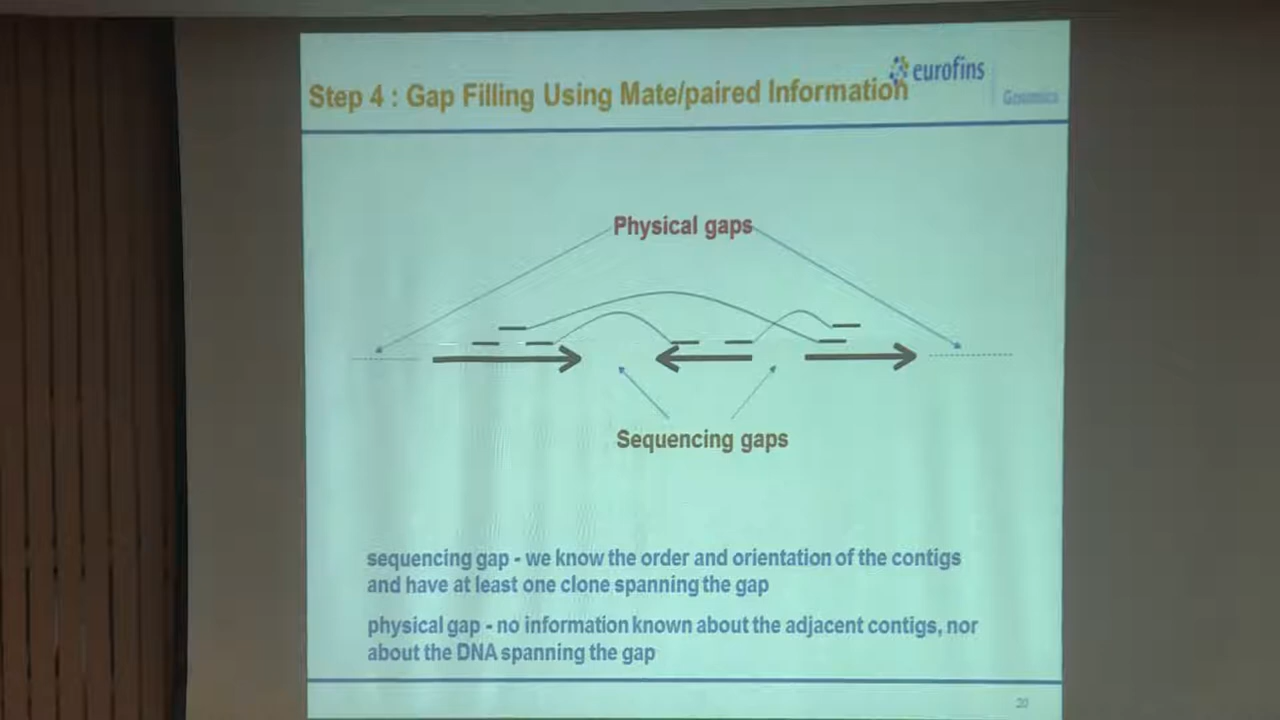 eurofins
Step 4 : Gap Filling Using Mate/paired Information
Genomics
Physical gaps
Sequencing gaps
sequencing gap - we know the order and orientation of the contigs
and have at least one clone spanning the gap
physical gap - no information known about the adjacent contigs, nor
about the DNA spanning the gap
20